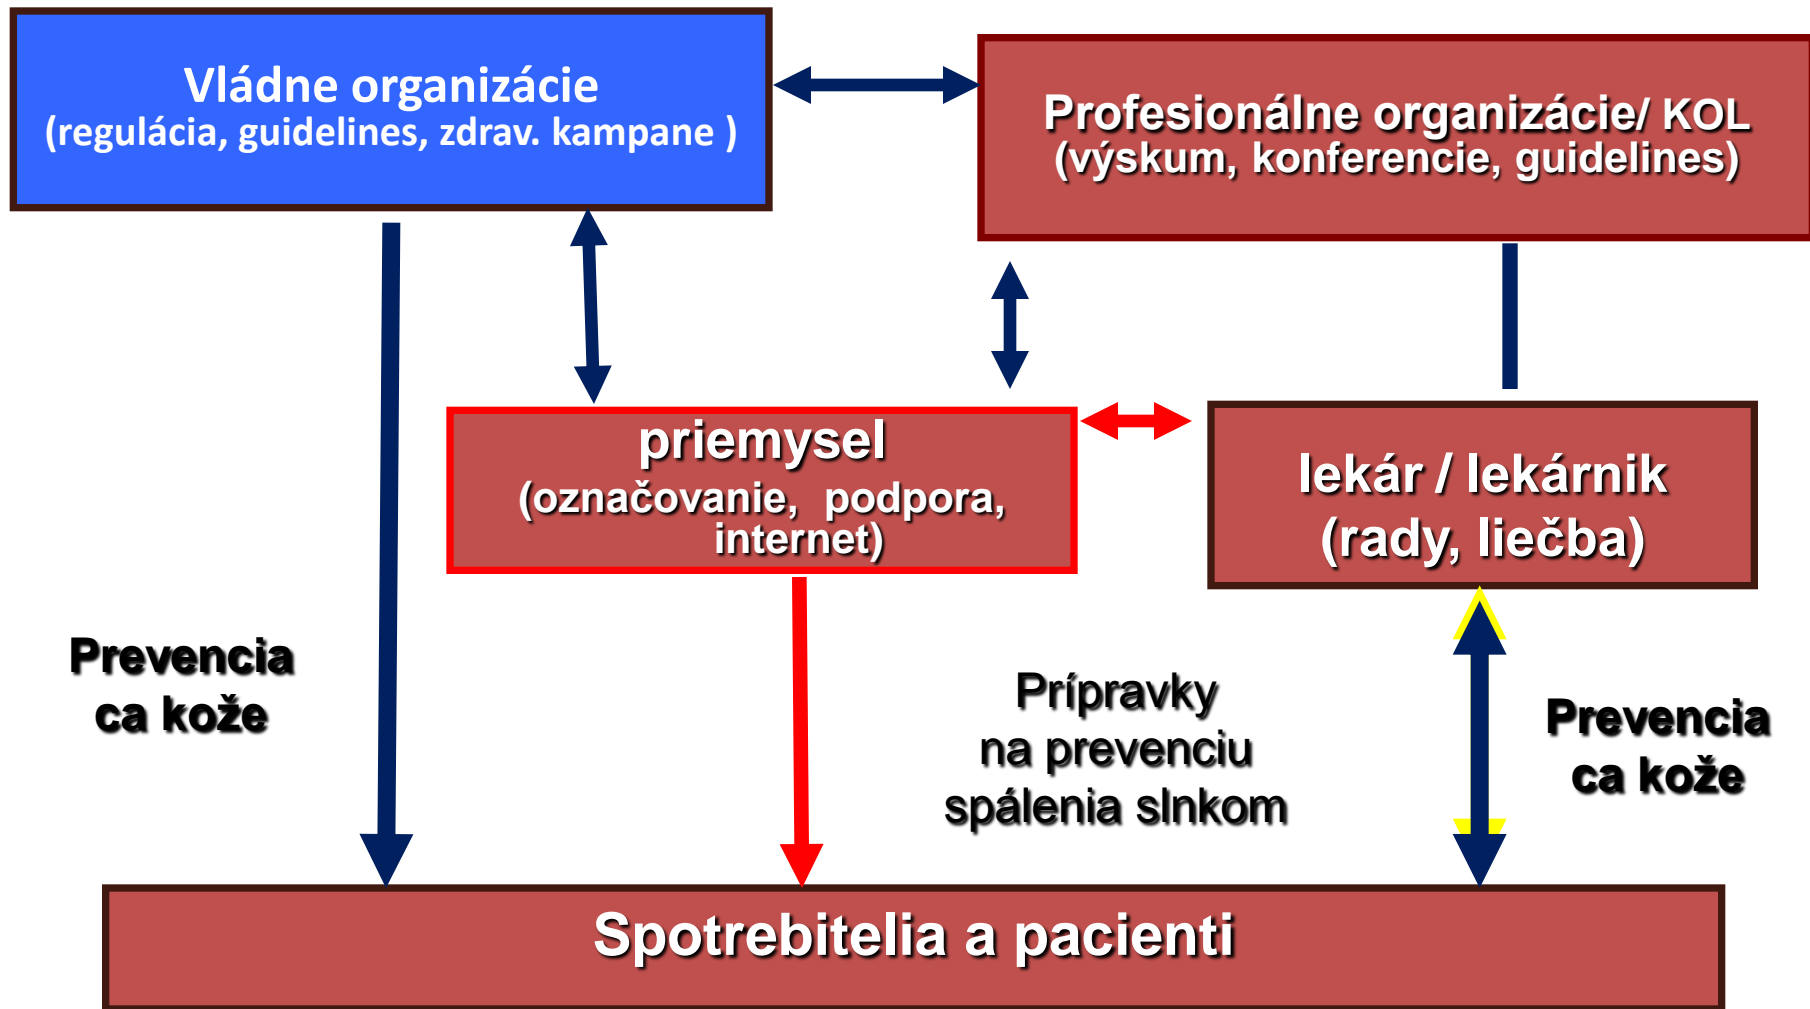 Vládne organizácie
(regulácia, guidelines, zdrav. kampane )
Profesionálne organizácie/ KOL
(výskum, konferencie, guidelines)
priemysel
(označovanie, podpora,
internet)
lekár / lekárnik
(rady, liečba)
Prevencia
ca kože
Prípravky
na prevenciu
spálenia slnkom
Prevencia
ca kože
Spotrebitelia a pacienti